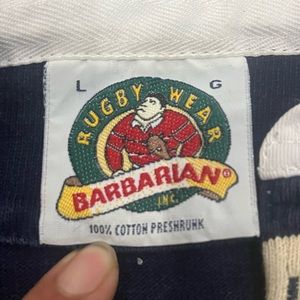 L G
RUGBY WEAR
BARBARIAN®
INC.
100% COTTON PRESHRUNK